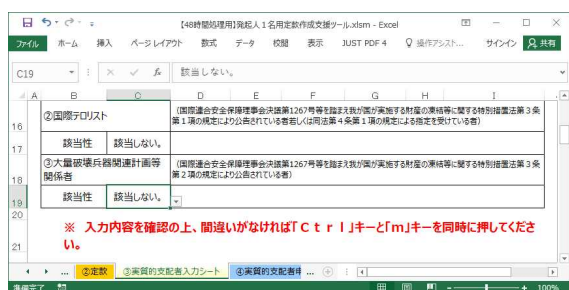 【48時間処理用】発起人１名用定款作成支援ツール.xlsm - Excel
ファイル ホーム 挿入 ページレイアウト 数式 データ 校閲 表示 JUST PDF 4 操作アシスト... サインイン 共有
C19 fx 該当しない。
A B C D E F G H I
16 ②国際テロリスト （国際連合安全保障理事会決議第1267号等を踏まえ我が国が実施する財産の凍結等に関する特別措置法第３条
第１項の規定により公告されている者若しくは同法第４条第１項の規定による指定を受けている者）
17 該当性 該当しない。
18 ③大量破壊兵器関連計画等
関係者
（国際連合安全保障理事会決議第1267号等を踏まえ我が国が実施する財産の凍結等に関する特別措置法第３条
第２項の規定により公告されている者）
19 該当性 該当しない。
20
21 ※ 入力内容を確認の上、間違いがなければ「Ｃｔｒｌ」キーと「m」キーを同時に押してくださ
い。
... ②定款 ③実質的支配者入力シート ④実質的支配者申 ...
準備完了 100%